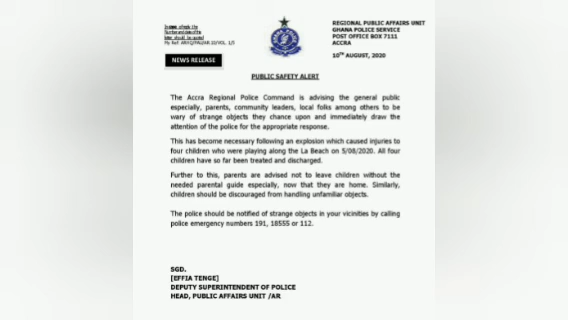 REGIONAL PUBLIC AFFAIRS UNIT
GHANA POLICE SERVICE
POST OFFICE BOX 7111
ACCRA
10TH AUGUST, 2020
NEWS RELEASE
PUBLIC SAFETY ALERT
The Accra Regional Police Command is advising the general public
especially, parents, community leaders, local folks among others to be
wary of strange objects they chance upon and immediately draw the
attention of the police for the appropriate response.
This has become necessary following an explosion which caused injuries to
four children who were playing along the La Beach on 5/08/2020. All four
children have so far been treated and discharged.
Further to this, parents are advised not to leave children without the
needed parental guide especially, now that they are home. Similarly,
children should be discouraged from handling unfamiliar objects.
The police should be notified of strange objects in your vicinities by calling
police emergency numbers 191, 18555 or 112.
SGD.
[EFFIA TENGE]
DEPUTY SUPERINTENDENT OF POLICE
HEAD, PUBLIC AFFAIRS UNIT /AR